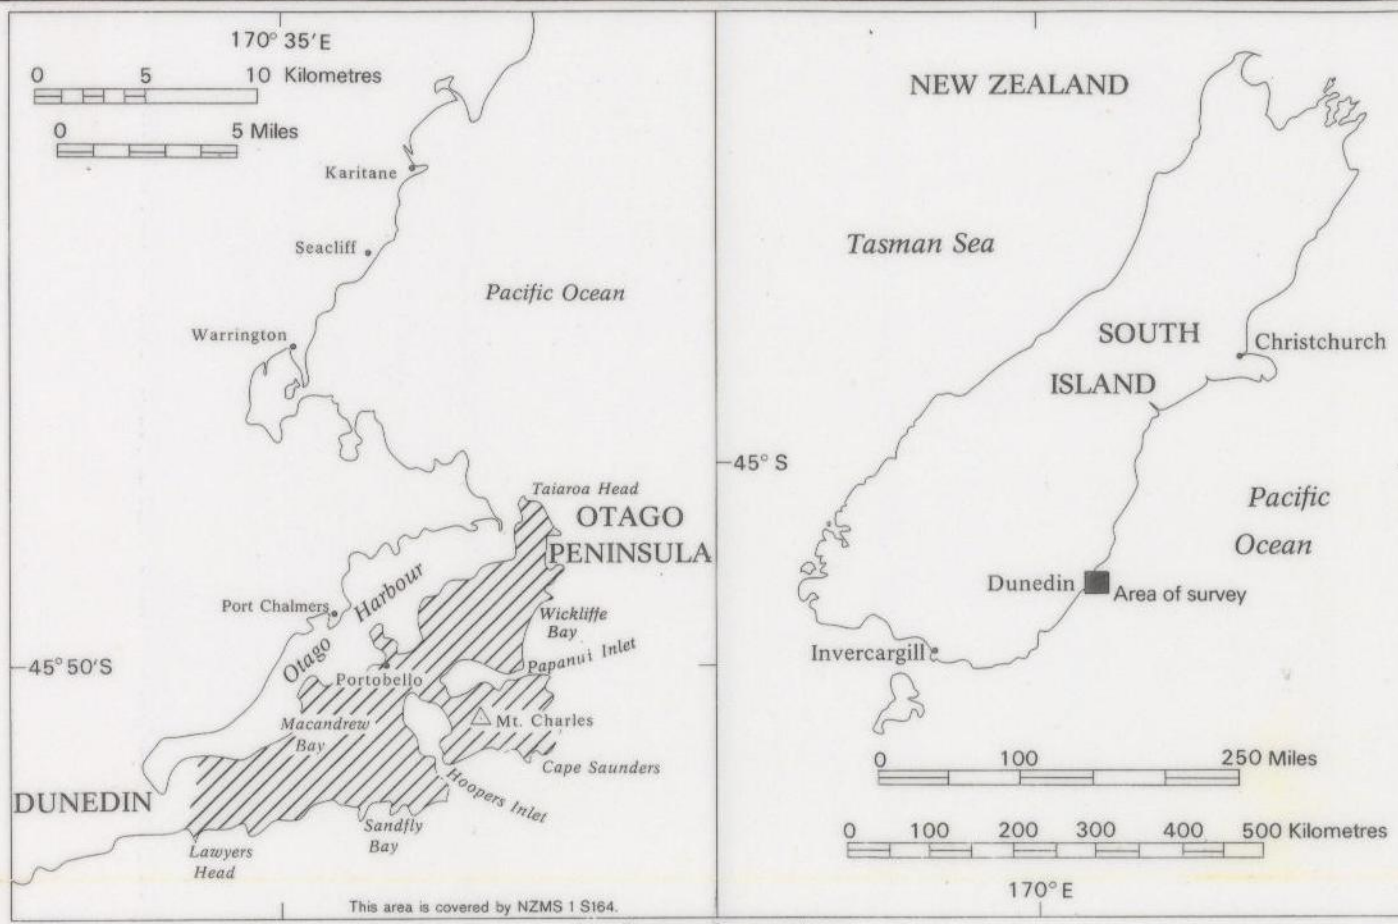 170° 35'E
0 5 10 Kilometres
0 5 Miles
Karitane
Seacliff
Pacific Ocean
Warrington
Taiaroa Head
OTAGO
PENINSULA
Port Chalmers
Otago Harbour
Wickliffe
Bay
Papanui Inlet
45° 50'S
Portobello
Macandrew
Bay
Mt. Charles
Cape Saunders
Hoopers Inlet
DUNEDIN
Sandfly
Bay
Lawyers
Head
This area is covered by NZMS 1 S164.
NEW ZEALAND
Tasman Sea
SOUTH
ISLAND
Christchurch
45° S
Pacific
Ocean
Dunedin
Area of survey
Invercargill
0 100 250 Miles
0 100 200 300 400 500 Kilometres
170° E